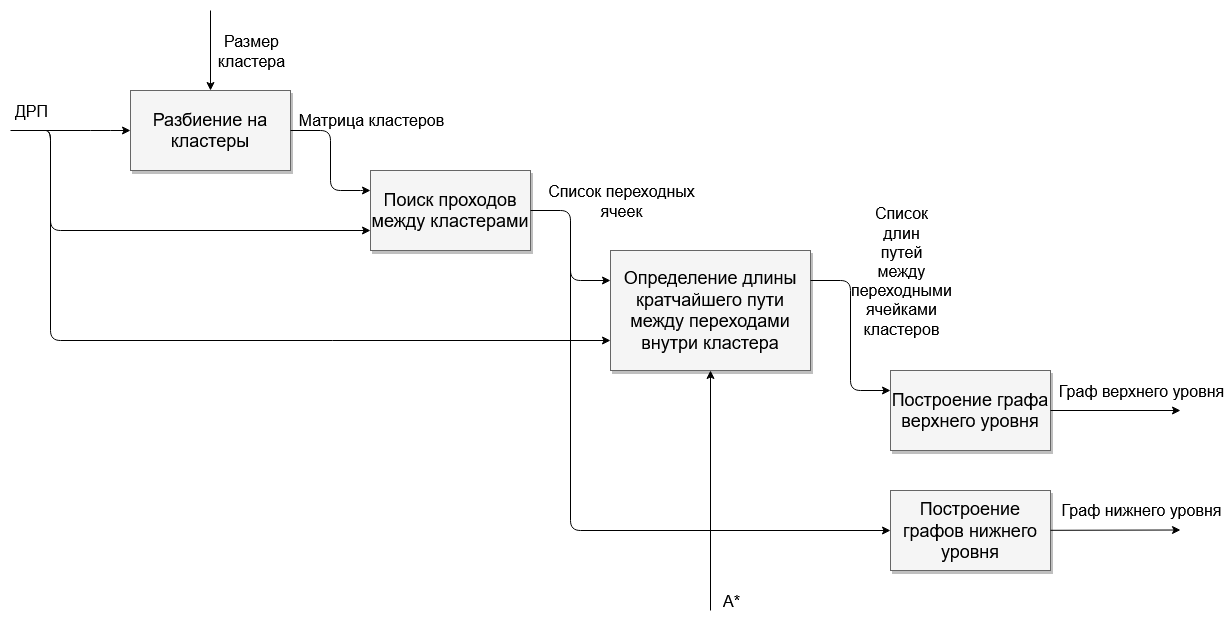 Размер
кластера
ДРП
Разбиение на
кластеры
Матрица кластеров
Поиск проходов
между кластерами
Список переходных
ячеек
Определение длины
кратчайшего пути
между переходами
внутри кластера
Список
длин
путей
между
переходными
ячейками
кластеров
Построение графа
верхнего уровня
Граф верхнего уровня
Построение
графов нижнего
уровня
Граф нижнего уровня
A*